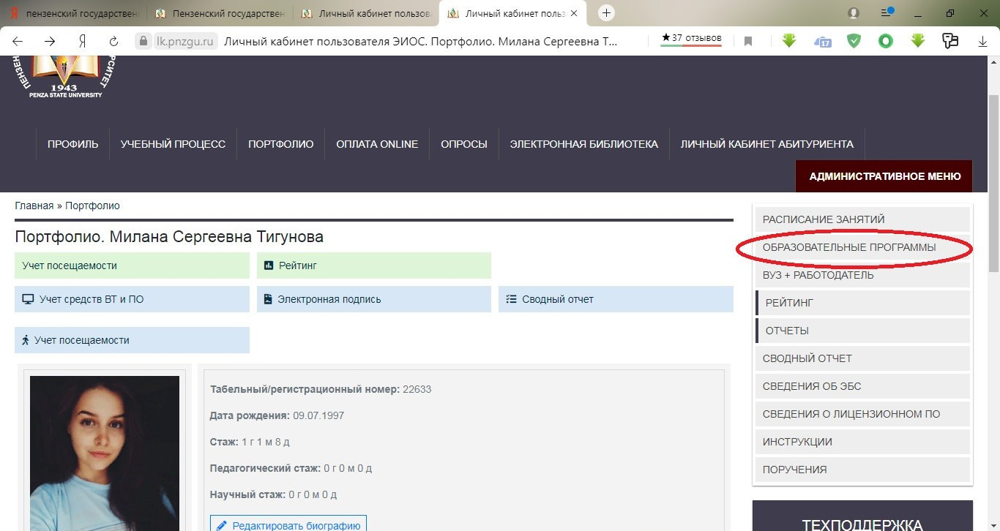 пензенский государствен
Пензенский государствен
Личный кабинет пользова
Личный кабинет польз
lk.pnzgu.ru
Личный кабинет пользователя ЭИОС. Портфолио. Милана Сергеевна Т...
★37 отзывов
17
1943
PENZA STATE UNIVERSITY
ПРОФИЛЬ
УЧЕБНЫЙ ПРОЦЕСС
ПОРТФОЛИО
ОПЛАТА ONLINE
ОПРОСЫ
ЭЛЕКТРОННАЯ БИБЛИОТЕКА
ЛИЧНЫЙ КАБИНЕТ АБИТУРИЕНТА
АДМИНИСТРАТИВНОЕ МЕНЮ
Главная » Портфолио
Портфолио. Милана Сергеевна Тигунова
Учет посещаемости
Рейтинг
Учет средств ВТ и ПО
Электронная подпись
Сводный отчет
Учет посещаемости
Табельный/регистрационный номер: 22633
Дата рождения: 09.07.1997
Стаж: 1 г 1 м 8 д
Педагогический стаж: 0 г 0 м 0 д
Научный стаж: 0 г 0 м 0 д
Редактировать биографию
РАСПИСАНИЕ ЗАНЯТИЙ
ОБРАЗОВАТЕЛЬНЫЕ ПРОГРАММЫ
ВУЗ + РАБОТОДАТЕЛЬ
РЕЙТИНГ
ОТЧЕТЫ
СВОДНЫЙ ОТЧЕТ
СВЕДЕНИЯ ОБ ЭБС
СВЕДЕНИЯ О ЛИЦЕНЗИОННОМ ПО
ИНСТРУКЦИИ
ПОРУЧЕНИЯ
ТЕХПОДДЕРЖКА